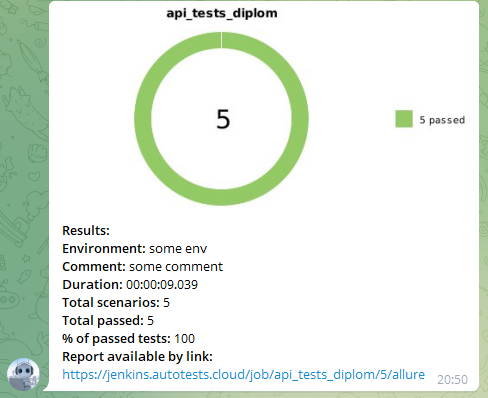 api_tests_diplom
5
5 passed
Results:
Environment: some env
Comment: some comment
Duration: 00:00:09.039
Total scenarios: 5
Total passed: 5
% of passed tests: 100
Report available by link:
https://jenkins.autotests.cloud/job/api_tests_diplom/5/allure
20:50